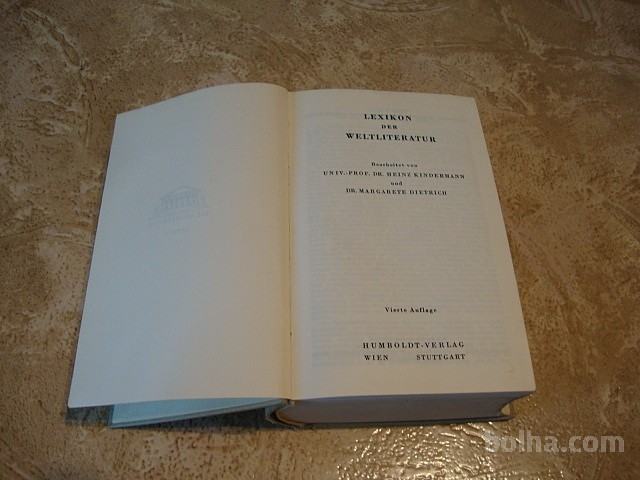 LEXIKON
DER
WELTLITERATUR
Bearbeitet von
UNIV.-PROF. DR. HEINZ KINDERMANN
und
DR. MARGARETE DIETRICH
Vierte Auflage
HUMBOLDT-VERLAG
WIEN STUTTGART
bolha.com